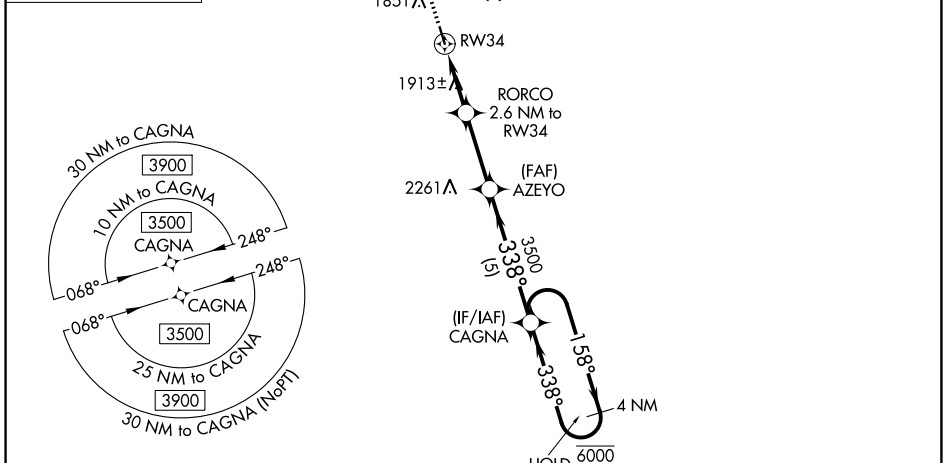 1851
RW34
1913±
RORCO
2.6 NM to
RW34
(FAF)
AZEYO
2261
30 NM to CAGNA
3900
10 NM to CAGNA
3500
CAGNA
248°
068°
248°
068°
CAGNA
3500
25 NM to CAGNA
3900
30 NM to CAGNA (NoPT)
3500
338°
(5)
(IF/IAF)
CAGNA
158°
338°
4 NM
HOLD
6000